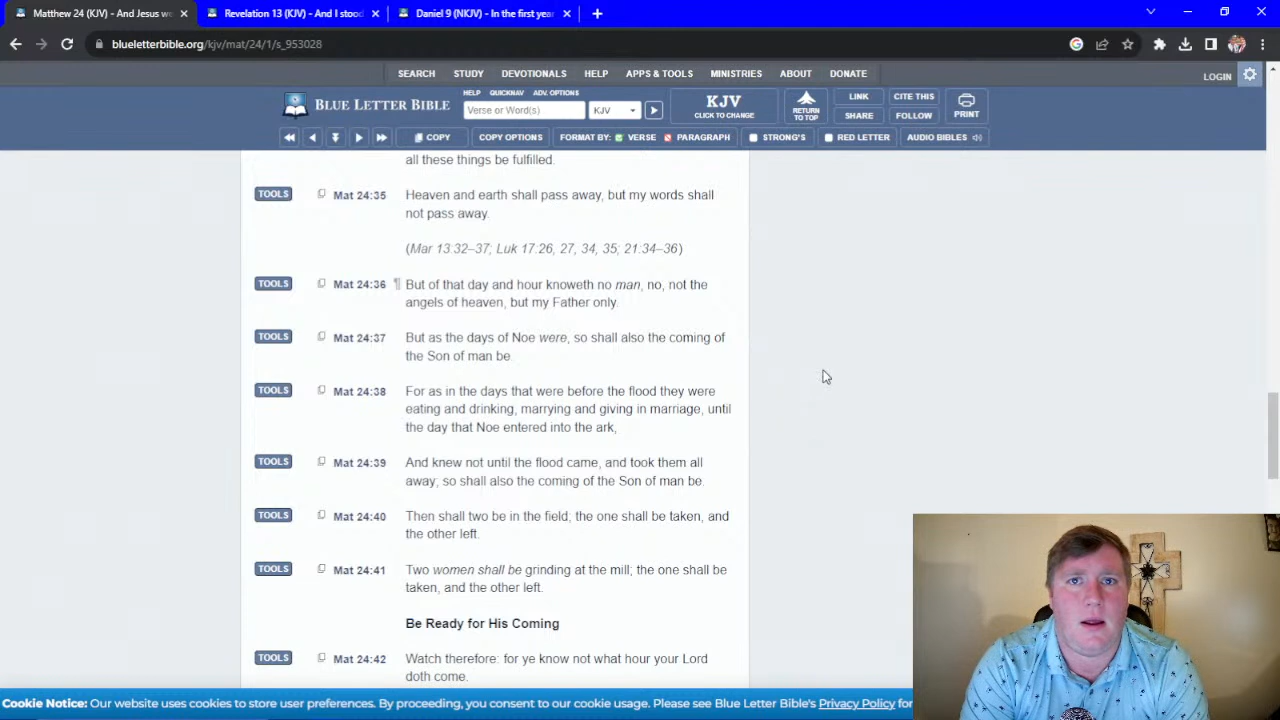 Matthew 24 (KJV) - And Jesus we
Revelation 13 (KJV) - And I stood
Daniel 9 (NKJV) - In the first year
blueletterbible.org/kjv/mat/24/1/s_953028
SEARCH STUDY DEVOTIONALS HELP APPS & TOOLS MINISTRIES ABOUT DONATE LOGIN
BLUE LETTER BIBLE
HELP QUICKNAV ADV. OPTIONS
Verse or Word(s) KJV
KJV
CLICK TO CHANGE
RETURN
TO TOP
LINK CITE THIS
SHARE FOLLOW
PRINT
COPY COPY OPTIONS FORMAT BY: VERSE PARAGRAPH STRONG'S RED LETTER AUDIO BIBLES
all these things be fulfilled.
TOOLS Mat 24:35 Heaven and earth shall pass away, but my words shall
not pass away.
(Mar 13:32–37; Luk 17:26, 27, 34, 35; 21:34–36)
TOOLS Mat 24:36 ¶ But of that day and hour knoweth no man, no, not the
angels of heaven, but my Father only.
TOOLS Mat 24:37 But as the days of Noe were, so shall also the coming of
the Son of man be.
TOOLS Mat 24:38 For as in the days that were before the flood they were
eating and drinking, marrying and giving in marriage, until
the day that Noe entered into the ark,
TOOLS Mat 24:39 And knew not until the flood came, and took them all
away; so shall also the coming of the Son of man be.
TOOLS Mat 24:40 Then shall two be in the field; the one shall be taken, and
the other left.
TOOLS Mat 24:41 Two women shall be grinding at the mill; the one shall be
taken, and the other left.
Be Ready for His Coming
TOOLS Mat 24:42 Watch therefore: for ye know not what hour your Lord
doth come.
Cookie Notice: Our website uses cookies to store user preferences. By proceeding, you consent to our cookie usage. Please see Blue Letter Bible's Privacy Policy for